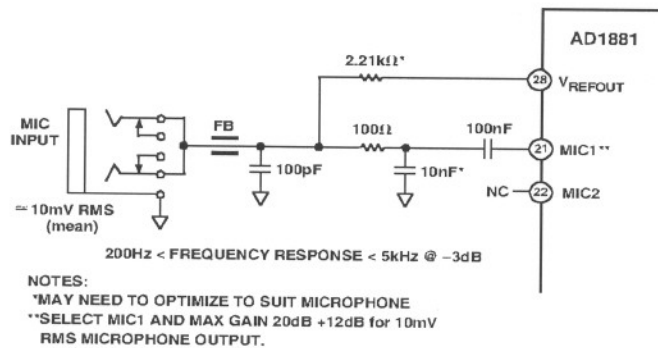 AD1881
2.21kΩ*
28 VREFOUT
MIC INPUT
FB
100Ω
100nF
21 MIC1**
100pF
10nF*
NC 22 MIC2
≃ 10mV RMS
(mean)
200Hz < FREQUENCY RESPONSE < 5kHz @ –3dB
NOTES:
*MAY NEED TO OPTIMIZE TO SUIT MICROPHONE
**SELECT MIC1 AND MAX GAIN 20dB +12dB for 10mV
RMS MICROPHONE OUTPUT.